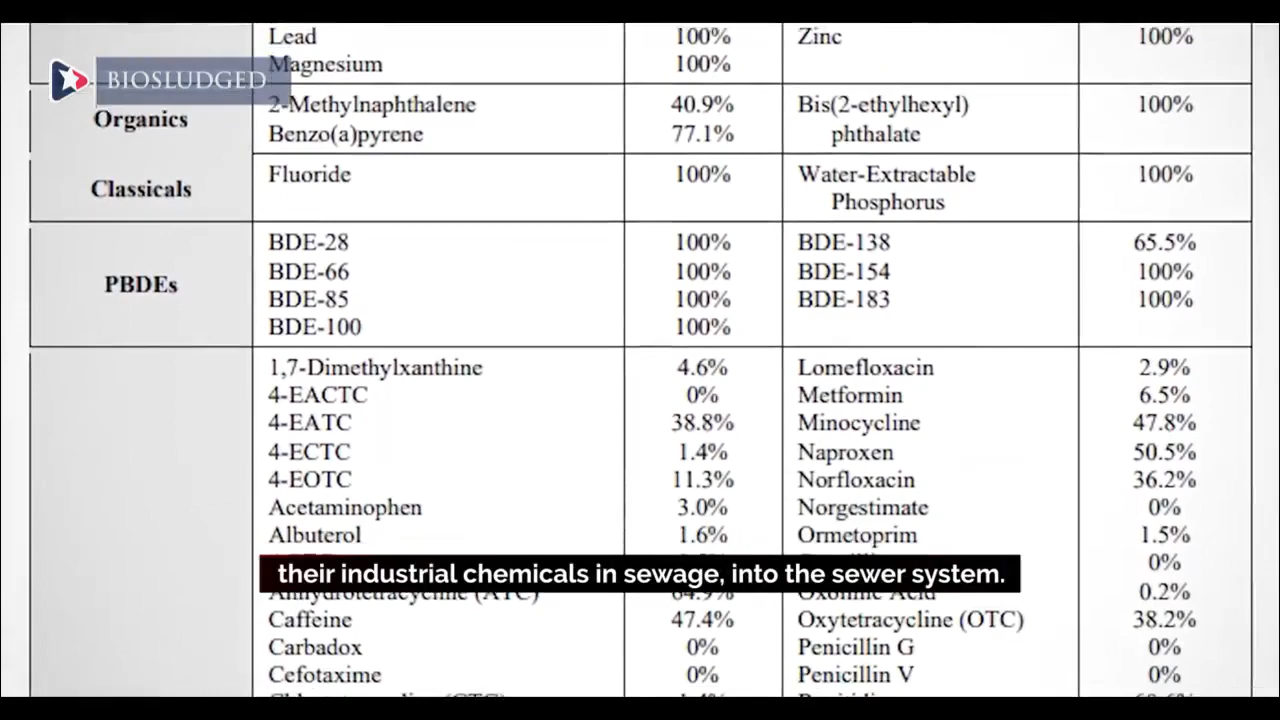 Lead 100% Zinc 100%
Magnesium 100%
BIOSLUDGED
Organics
2-Methylnaphthalene 40.9% Bis(2-ethylhexyl) 100%
Benzo(a)pyrene 77.1% phthalate
Classicals
Fluoride 100% Water-Extractable 100%
Phosphorus
PBDEs
BDE-28 100% BDE-138 65.5%
BDE-66 100% BDE-154 100%
BDE-85 100% BDE-183 100%
BDE-100 100%
1,7-Dimethylxanthine 4.6% Lomefloxacin 2.9%
4-EACTC 0% Metformin 6.5%
4-EATC 38.8% Minocycline 47.8%
4-ECTC 1.4% Naproxen 50.5%
4-EOTC 11.3% Norfloxacin 36.2%
Acetaminophen 3.0% Norgestimate 0%
Albuterol 1.6% Ormetoprim 1.5%
0%
their industrial chemicals in sewage, into the sewer system.
Anhydrotetracycline (ATC) 64.9% Oxolinic Acid 0.2%
Caffeine 47.4% Oxytetracycline (OTC) 38.2%
Carbadox 0% Penicillin G 0%
Cefotaxime 0% Penicillin V 0%